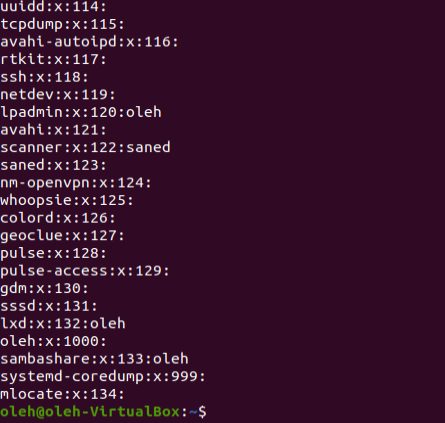 uuidd:x:114:
tcpdump:x:115:
avahi-autoipd:x:116:
rtkit:x:117:
ssh:x:118:
netdev:x:119:
lpadmin:x:120:oleh
avahi:x:121:
scanner:x:122:saned
saned:x:123:
nm-openvpn:x:124:
whoopsie:x:125:
colord:x:126:
geoclue:x:127:
pulse:x:128:
pulse-access:x:129:
gdm:x:130:
sssd:x:131:
lxd:x:132:oleh
oleh:x:1000:
sambashare:x:133:oleh
systemd-coredump:x:999:
mlocate:x:134:
oleh@oleh-VirtualBox:~$